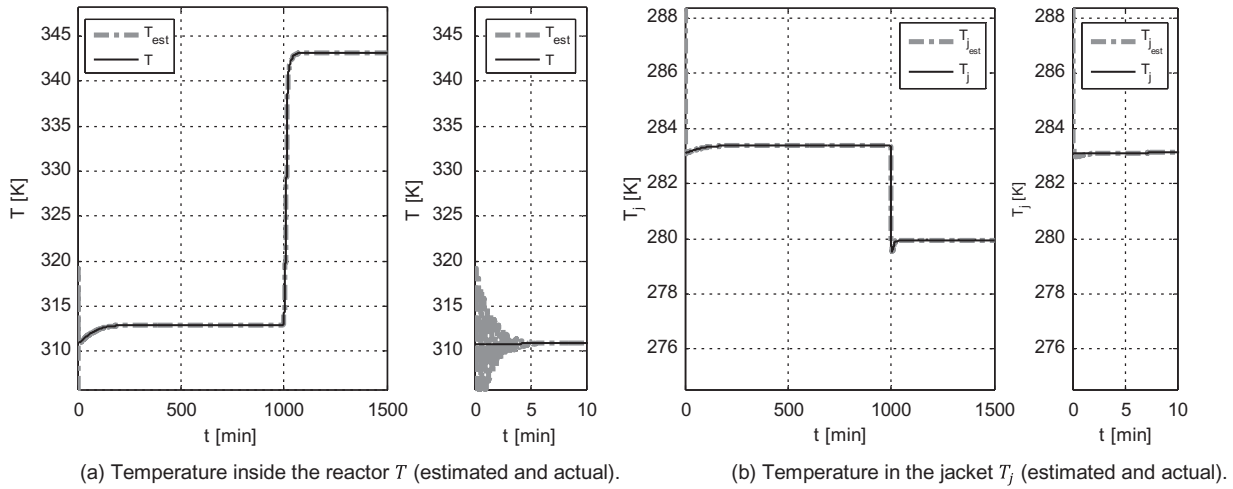 345
340
335
330
325
320
315
310
T [K]
T_est
T
0
500
1000
1500
t [min]
345
340
335
330
325
320
315
310
T [K]
T_est
T
0
5
10
t [min]
288
286
284
282
280
278
276
T_j [K]
T_j_est
T_j
0
500
1000
1500
t [min]
288
286
284
282
280
278
276
T_j [K]
T_j_est
T_j
0
5
10
t [min]
(a) Temperature inside the reactor T (estimated and actual).
(b) Temperature in the jacket T_j (estimated and actual).